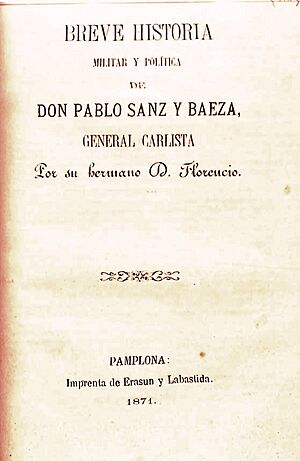 BREVE HISTORIA
MILITAR Y POLÍTICA
DE
DON PABLO SANZ Y BAEZA,
GENERAL CARLISTA
Por su hermano D. Florencio.
PAMPLONA:
Imprenta de Erasun y Labastida.
1871.